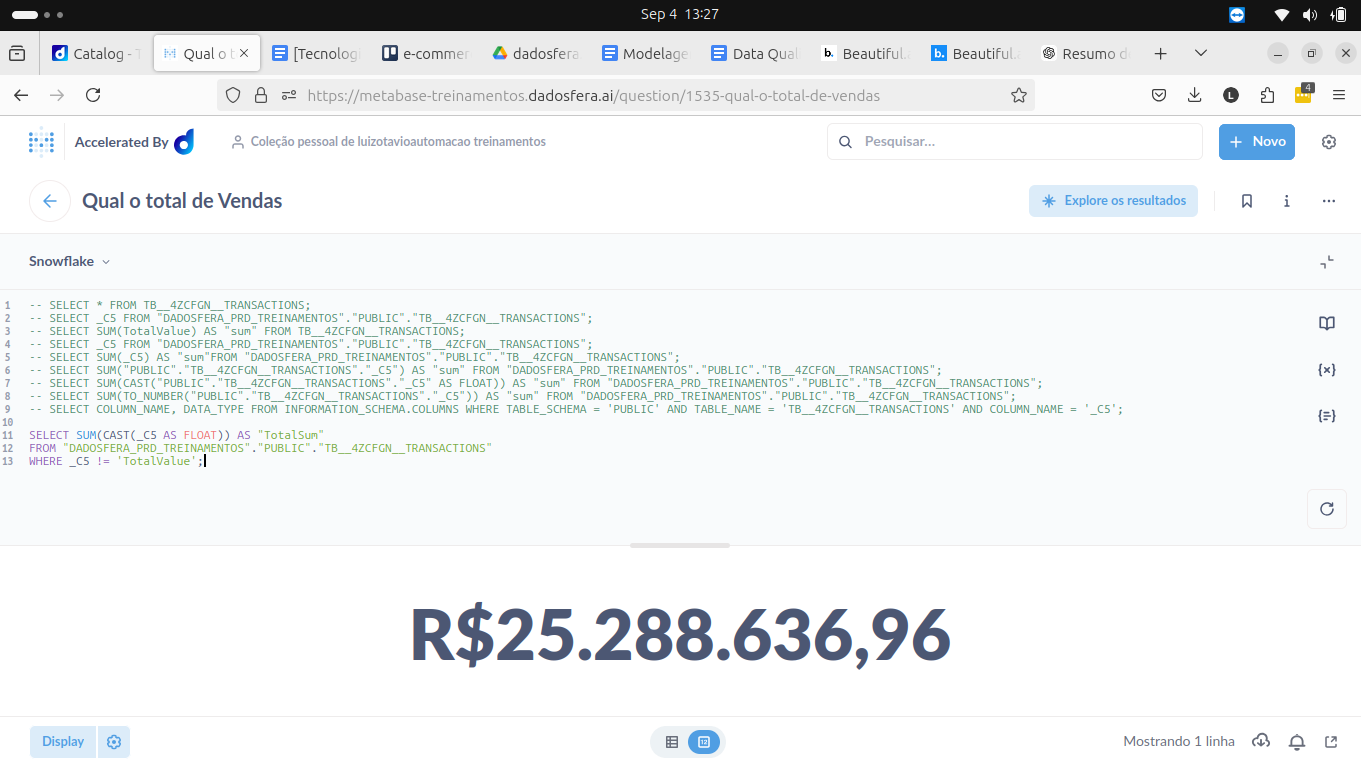 Sep 4 13:27
Catalog - T
Qual o t
[Tecnologi
e-commer
dadosfera
Modelage
Data Qual
b. Beautiful.
b. Beautiful.
Resumo d
https://metabase-treinamentos.dadosfera.ai/question/1535-qual-o-total-de-vendas
L
4
Accelerated By
Coleção pessoal de luizotavioautomacao treinamentos
Pesquisar...
Novo
Qual o total de Vendas
Explore os resultados
Snowflake
1 -- SELECT * FROM TB__4ZCFGN__TRANSACTIONS;
2 -- SELECT _C5 FROM "DADOSFERA_PRD_TREINAMENTOS"."PUBLIC"."TB__4ZCFGN__TRANSACTIONS";
3 -- SELECT SUM(TotalValue) AS "sum" FROM TB__4ZCFGN__TRANSACTIONS;
4 -- SELECT _C5 FROM "DADOSFERA_PRD_TREINAMENTOS"."PUBLIC"."TB__4ZCFGN__TRANSACTIONS";
5 -- SELECT SUM(_C5) AS "sum"FROM "DADOSFERA_PRD_TREINAMENTOS"."PUBLIC"."TB__4ZCFGN__TRANSACTIONS";
6 -- SELECT SUM("PUBLIC"."TB__4ZCFGN__TRANSACTIONS"."_C5") AS "sum" FROM "DADOSFERA_PRD_TREINAMENTOS"."PUBLIC"."TB__4ZCFGN__TRANSACTIONS";
7 -- SELECT SUM(CAST("PUBLIC"."TB__4ZCFGN__TRANSACTIONS"."_C5" AS FLOAT)) AS "sum" FROM "DADOSFERA_PRD_TREINAMENTOS"."PUBLIC"."TB__4ZCFGN__TRANSACTIONS";
8 -- SELECT SUM(TO_NUMBER("PUBLIC"."TB__4ZCFGN__TRANSACTIONS"."_C5")) AS "sum" FROM "DADOSFERA_PRD_TREINAMENTOS"."PUBLIC"."TB__4ZCFGN__TRANSACTIONS";
9 -- SELECT COLUMN_NAME, DATA_TYPE FROM INFORMATION_SCHEMA.COLUMNS WHERE TABLE_SCHEMA = 'PUBLIC' AND TABLE_NAME = 'TB__4ZCFGN__TRANSACTIONS' AND COLUMN_NAME = '_C5';
10
11 SELECT SUM(CAST(_C5 AS FLOAT)) AS "TotalSum"
12 FROM "DADOSFERA_PRD_TREINAMENTOS"."PUBLIC"."TB__4ZCFGN__TRANSACTIONS"
13 WHERE _C5 != 'TotalValue';
R$25.288.636,96
Display
12
Mostrando 1 linha